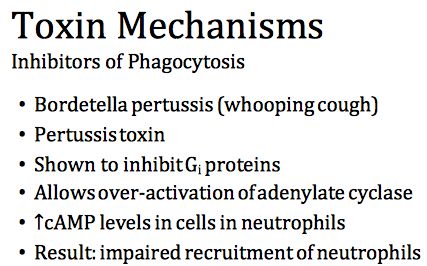 Toxin Mechanisms
Inhibitors of Phagocytosis
• Bordetella pertussis (whooping cough)
• Pertussis toxin
• Shown to inhibit Gi proteins
• Allows over-activation of adenylate cyclase
• ↑cAMP levels in cells in neutrophils
• Result: impaired recruitment of neutrophils